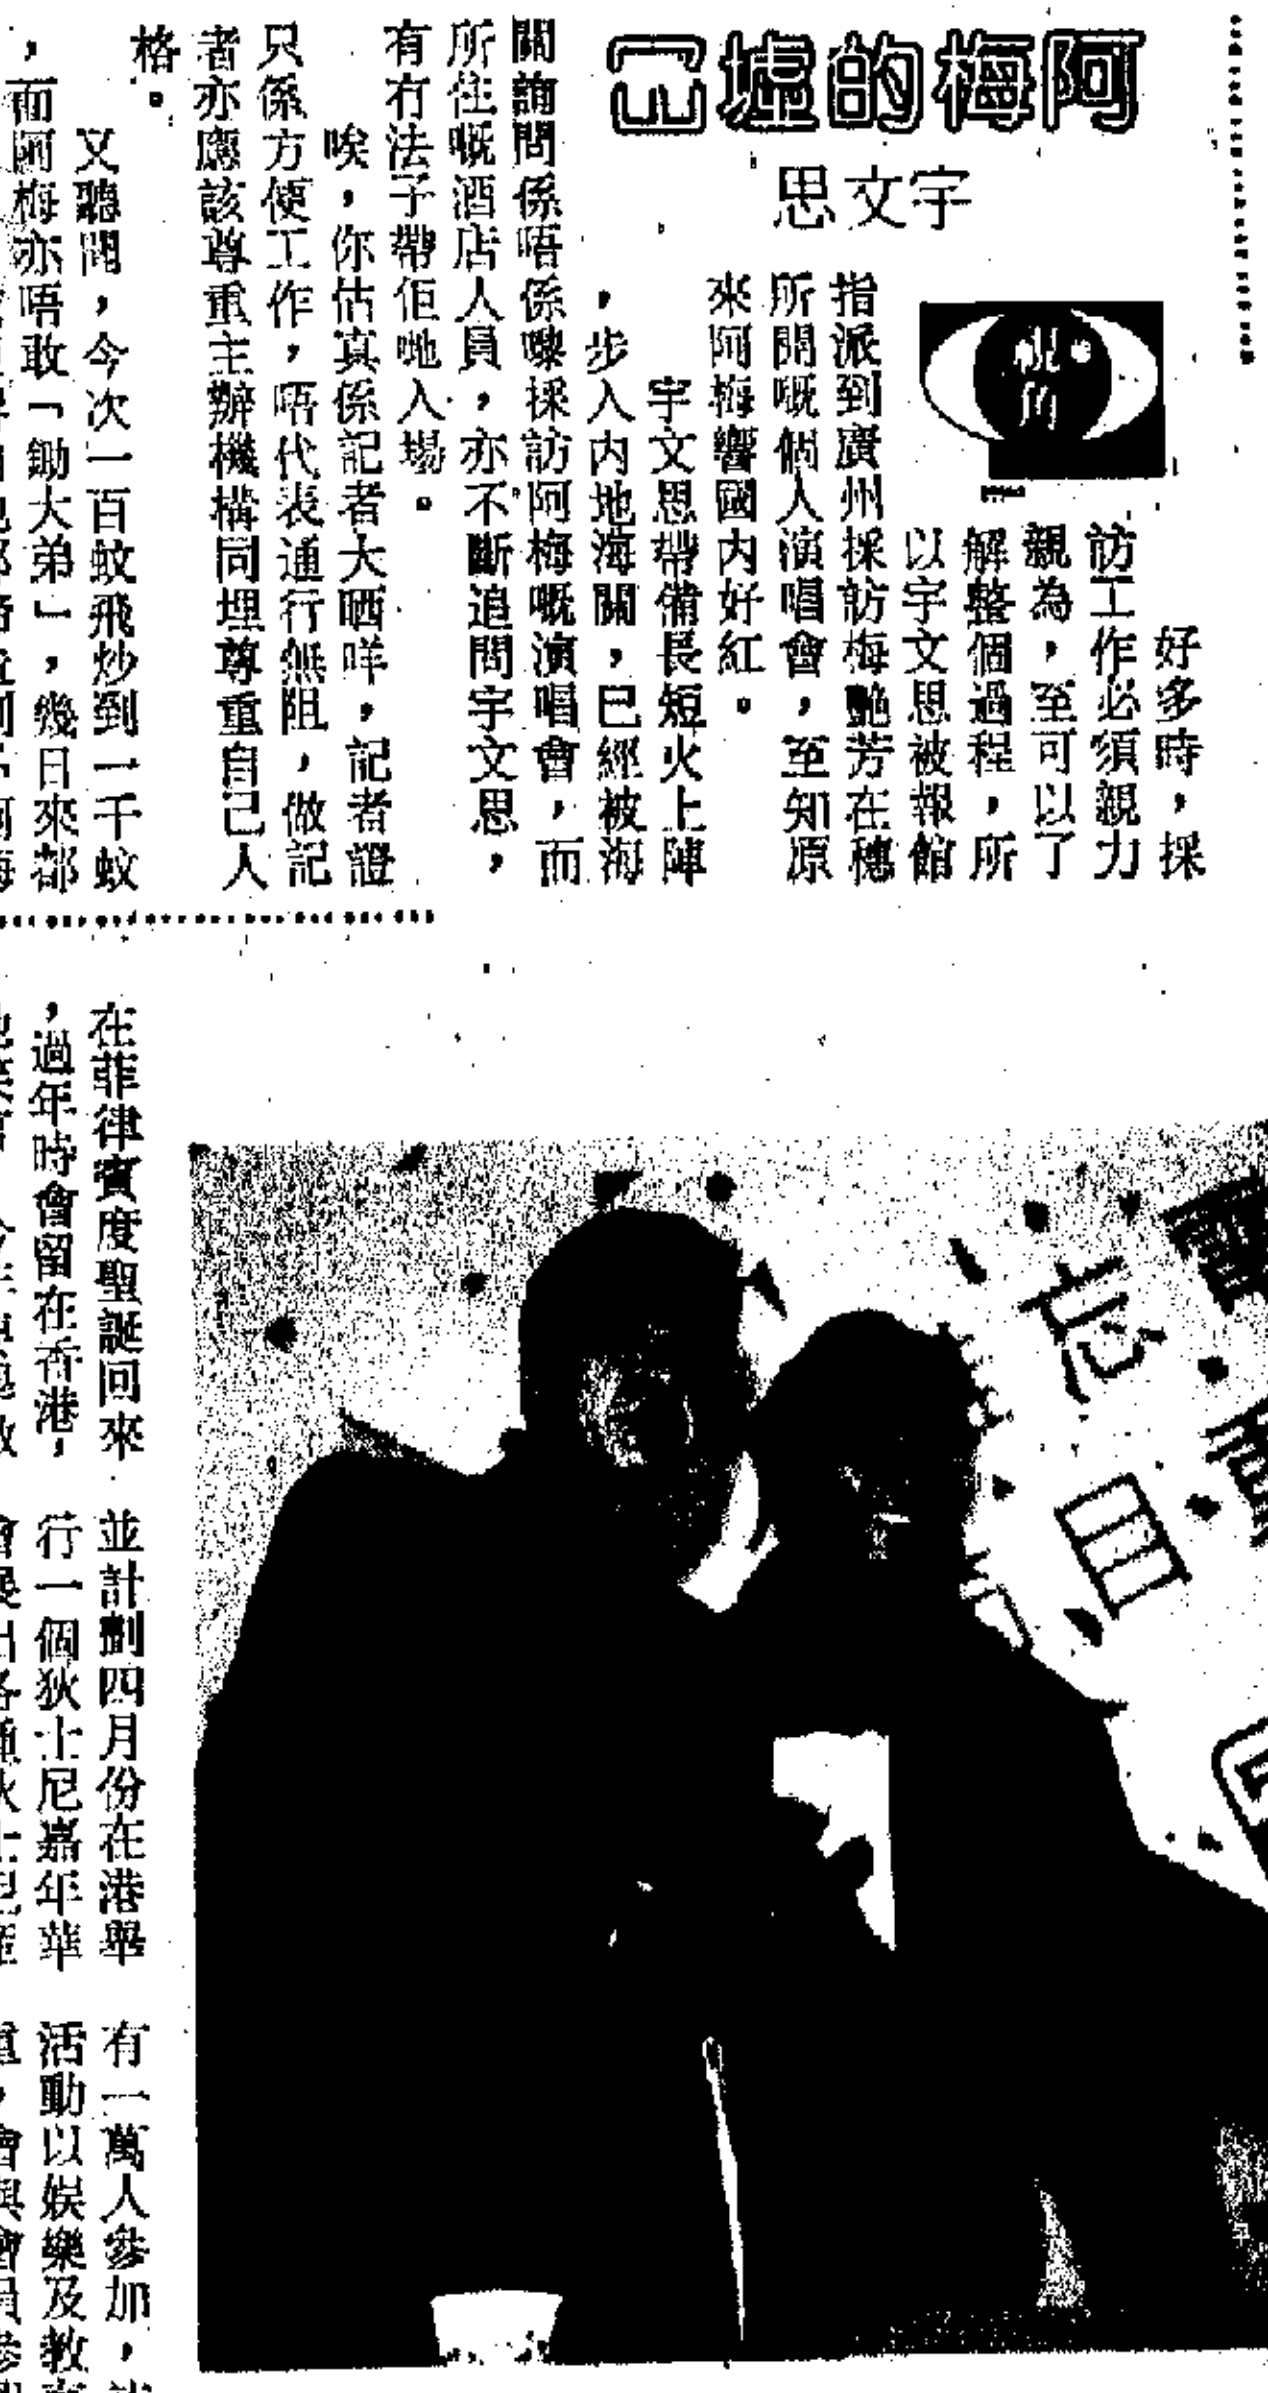 阿梅的墟冚
宇文思
視角
好多時，採
訪工作必須親力
親為，至可以了
解整個過程，所
以宇文思被報館
指派到廣州採訪梅艷芳在穗
所開嘅個人演唱會，至知原
來阿梅響國內好紅。
宇文思帶備長短火上陣
，步入內地海關，已經被海
關諭問係唔係嚟採訪阿梅嘅演唱會，而
所住嘅酒店人員，亦不斷追問宇文思，
有冇法子帶佢哋入場。
唉，你估真係記者大晒咩，記者證
只係方便工作，唔代表通行無阻，做記
者亦應該尊重主辦機構同埋尊重自己人
格。
又聽聞，今次一百蚊飛炒到一千蚊
，而阿梅亦唔敢「鋤大弟」，幾日來都
在菲律賓度聖誕回來
，過年時會留在香港，
並計劃四月份在港舉
行一個狄士尼嘉年華
有一萬人參加，
活動以娛樂及教
忘